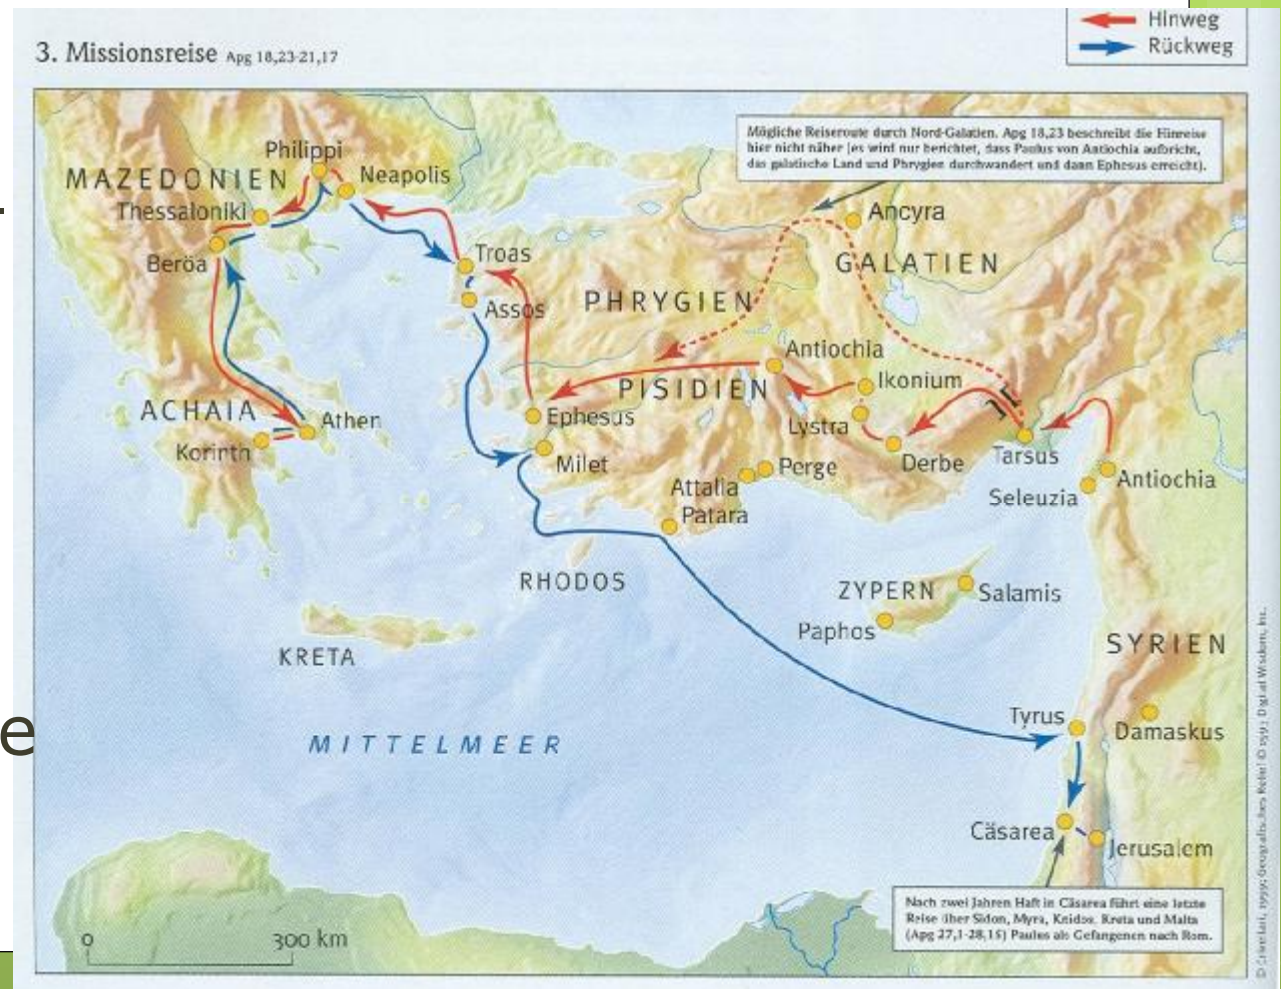 Hinweg
Rückweg
3. Missionsreise Apg 18,23-21,17
Mögliche Reiseroute durch Nord-Galatien. Apg 18,23 beschreibt die Hinreise
hier nicht näher (es wird nur berichtet, dass Paulus von Antiochia aufbricht,
das galatische Land und Phrygien durchwandert und dann Ephesus erreicht).
Philippi
MAZEDONIEN
Neapolis
Thessaloniki
Ancyra
Beröa
Troas
GALATIEN
PHRYGIEN
Assos
Antiochia
PISIDIEN
Ikonium
ACHAIA
Athen
Ephesus
Lystra
Korinth
Milet
Perge
Derbe
Tarsus
Antiochia
Attalia
Seleuzia
Patara
RHODOS
ZYPERN
Salamis
Paphos
KRETA
SYRIEN
e
Tyrus
Damaskus
MITTELMEER
Cäsarea
Jerusalem
Nach zwei Jahren Haft in Cäsarea führt eine letzte
Reise über Sidon, Myra, Knidos, Kreta und Malta
(Apg 27,1-28,15) Paulus als Gefangenen nach Rom.
0 300 km